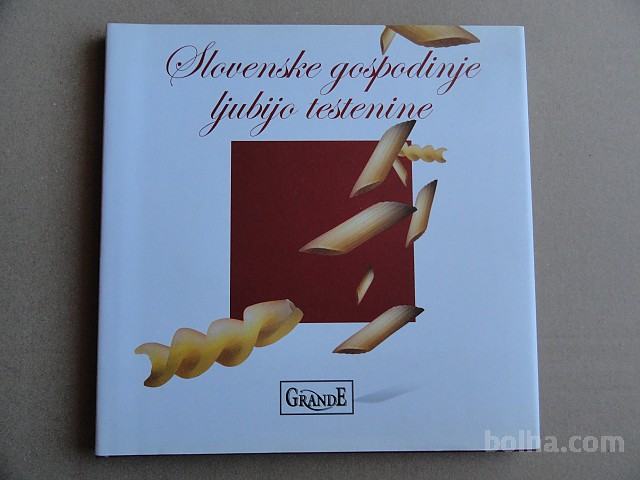 Slovenske gospodinje
ljubijo testenine
GRANDE
bolha.com